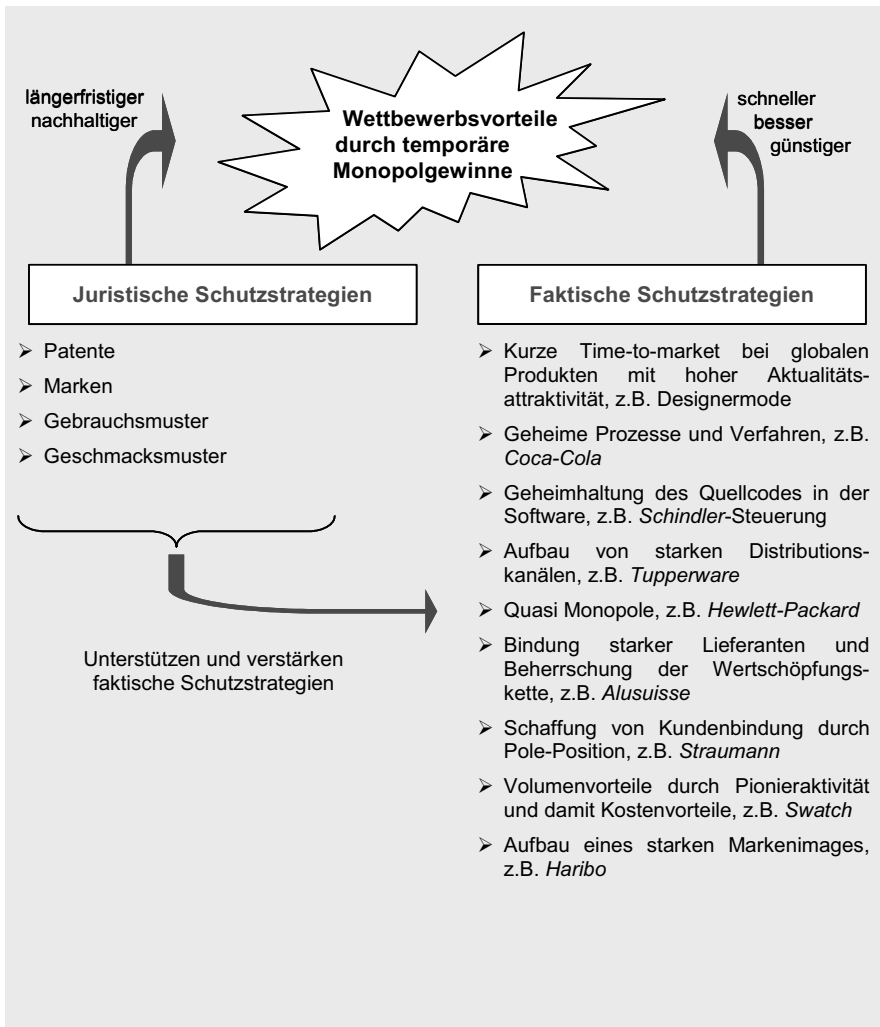 längerfristiger
nachhaltiger
Wettbewerbsvorteile
durch temporäre
Monopolgewinne
schneller
besser
günstiger
Juristische Schutzstrategien
➢ Patente
➢ Marken
➢ Gebrauchsmuster
➢ Geschmacksmuster
Unterstützen und verstärken
faktische Schutzstrategien
Faktische Schutzstrategien
➢ Kurze Time-to-market bei globalen
Produkten mit hoher Aktualitäts-
attraktivität, z.B. Designermode
➢ Geheime Prozesse und Verfahren, z.B.
Coca-Cola
➢ Geheimhaltung des Quellcodes in der
Software, z.B. Schindler-Steuerung
➢ Aufbau von starken Distributions-
kanälen, z.B. Tupperware
➢ Quasi Monopole, z.B. Hewlett-Packard
➢ Bindung starker Lieferanten und
Beherrschung der Wertschöpfungs-
kette, z.B. Alusuisse
➢ Schaffung von Kundenbindung durch
Pole-Position, z.B. Straumann
➢ Volumenvorteile durch Pionieraktivität
und damit Kostenvorteile, z.B. Swatch
➢ Aufbau eines starken Markenimages,
z.B. Haribo